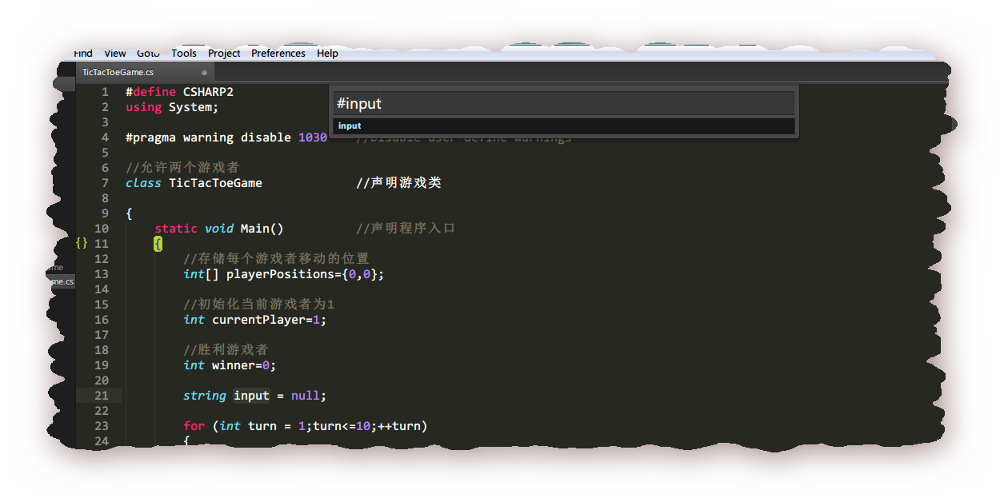 Find View Goto Tools Project Preferences Help
TicTacToeGame.cs
#input
input
1 #define CSHARP2
2 using System;
3
4 #pragma warning disable 1030 //Disable user define warnings
5
6 //允许两个游戏者
7 class TicTacToeGame //声明游戏类
8
9 {
10 static void Main() //声明程序入口
{} 11 {
12 //存储每个游戏者移动的位置
13 int[] playerPositions={0,0};
14
15 //初始化当前游戏者为1
16 int currentPlayer=1;
17
18 //胜利游戏者
19 int winner=0;
20
21 string input = null;
22
23 for (int turn = 1;turn<=10;++turn)
24 {
me
me.cs